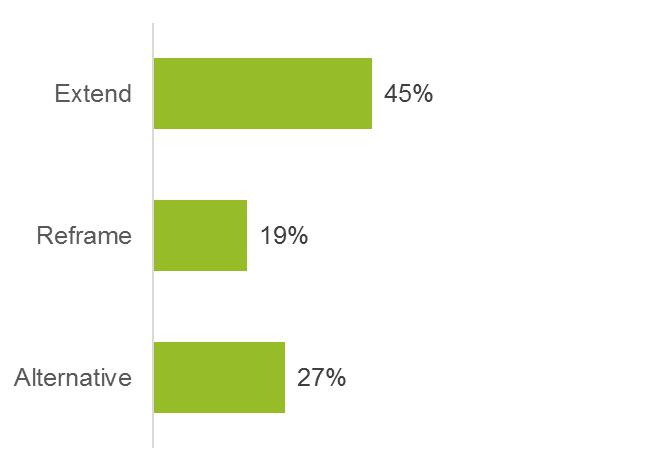 Extend 45%
Reframe 19%
Alternative 27%